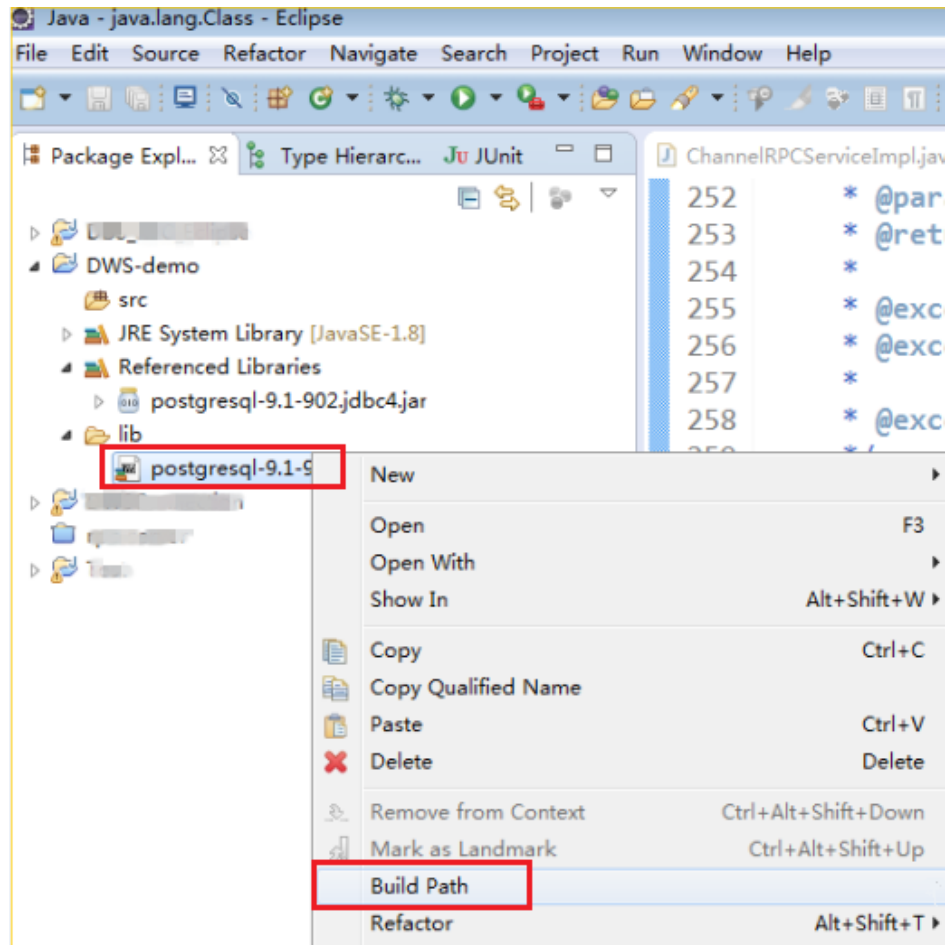 Java - java.lang.Class - Eclipse
File Edit Source Refactor Navigate Search Project Run Window Help
Package Expl... Type Hierarc... JUnit
ChannelRPCServiceImpl.jav
DWS-demo
src
JRE System Library [JavaSE-1.8]
Referenced Libraries
postgresql-9.1-902.jdbc4.jar
lib
postgresql-9.1-9
252 * @par
253 * @ret
254 *
255 * @exc
256 * @exc
257 *
258 * @exc
New
Open F3
Open With
Show In Alt+Shift+W
Copy Ctrl+C
Copy Qualified Name
Paste Ctrl+V
Delete Delete
Remove from Context Ctrl+Alt+Shift+Down
Mark as Landmark Ctrl+Alt+Shift+Up
Build Path
Refactor Alt+Shift+T